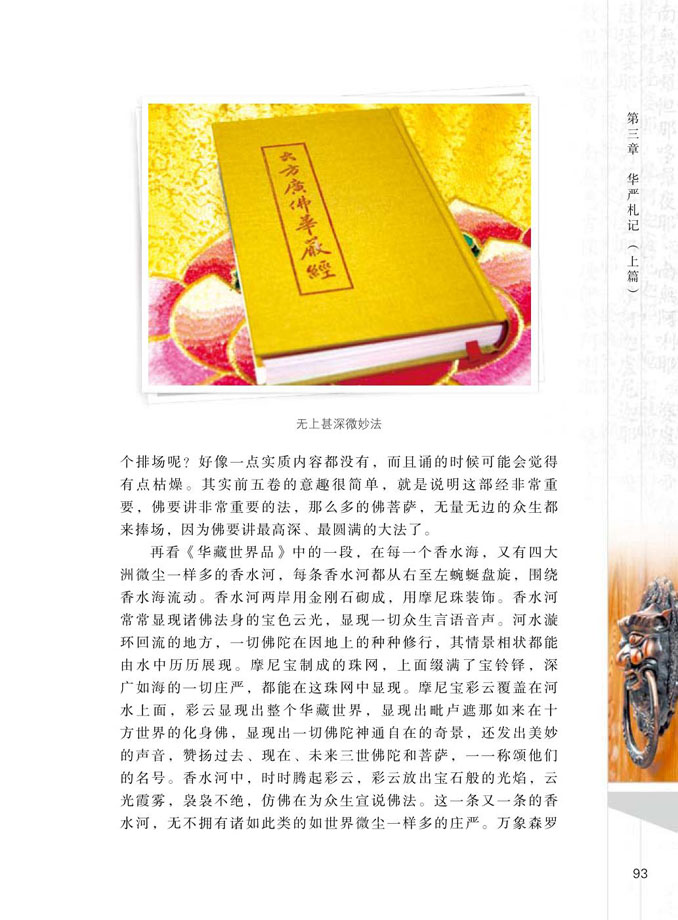 大方廣佛華嚴經
第三章 华严札记（上篇）
无上甚深微妙法
个排场呢？好像一点实质内容都没有，而且诵的时候可能会觉得
有点枯燥。其实前五卷的意趣很简单，就是说明这部经非常重
要，佛要讲非常重要的法，那么多的佛菩萨，无量无边的众生都
来捧场，因为佛要讲最高深、最圆满的大法了。
再看《华藏世界品》中的一段，在每一个香水海，又有四大
洲微尘一样多的香水河，每条香水河都从右至左蜿蜒盘旋，围绕
香水海流动。香水河两岸用金刚石砌成，用摩尼珠装饰。香水河
常常显现诸佛法身的宝色云光，显现一切众生言语音声。河水漩
环回流的地方，一切佛陀在因地上的种种修行，其情景相状都能
由水中历历展现。摩尼宝制成的珠网，上面缀满了宝铃铎，深
广如海的一切庄严，都能在这珠网中显现。摩尼宝彩云覆盖在河
水上面，彩云显现出整个华藏世界，显现出毗卢遮那如来在十
方世界的化身佛，显现出一切佛陀神通自在的奇景，还发出美妙
的声音，赞扬过去、现在、未来三世佛陀和菩萨，一一称颂他们
的名号。香水河中，时时腾起彩云，彩云放出宝石般的光焰，云
光霞雾，袅袅不绝，仿佛在为众生宣说佛法。这一条又一条的香
水河，无不拥有诸如此类的如世界微尘一样多的庄严。万象森罗
93